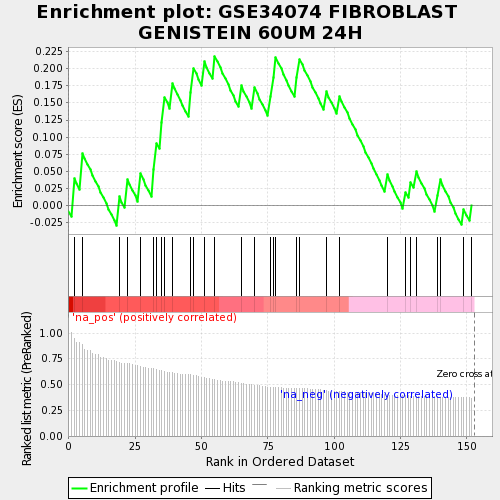 Enrichment plot: GSE34074 FIBROBLAST
GENISTEIN 60UM 24H
Enrichment score (ES)
0.225
0.200
0.175
0.150
0.125
0.100
0.075
0.050
0.025
0.000
-0.025
'na_pos' (positively correlated)
Ranked list metric (PreRanked)
1.00
0.75
0.50
0.25
0.00
Zero cross at
'na_neg' (negatively correlated)
0
25
50
75
100
125
150
Rank in Ordered Dataset
Enrichment profile
Hits
Ranking metric scores